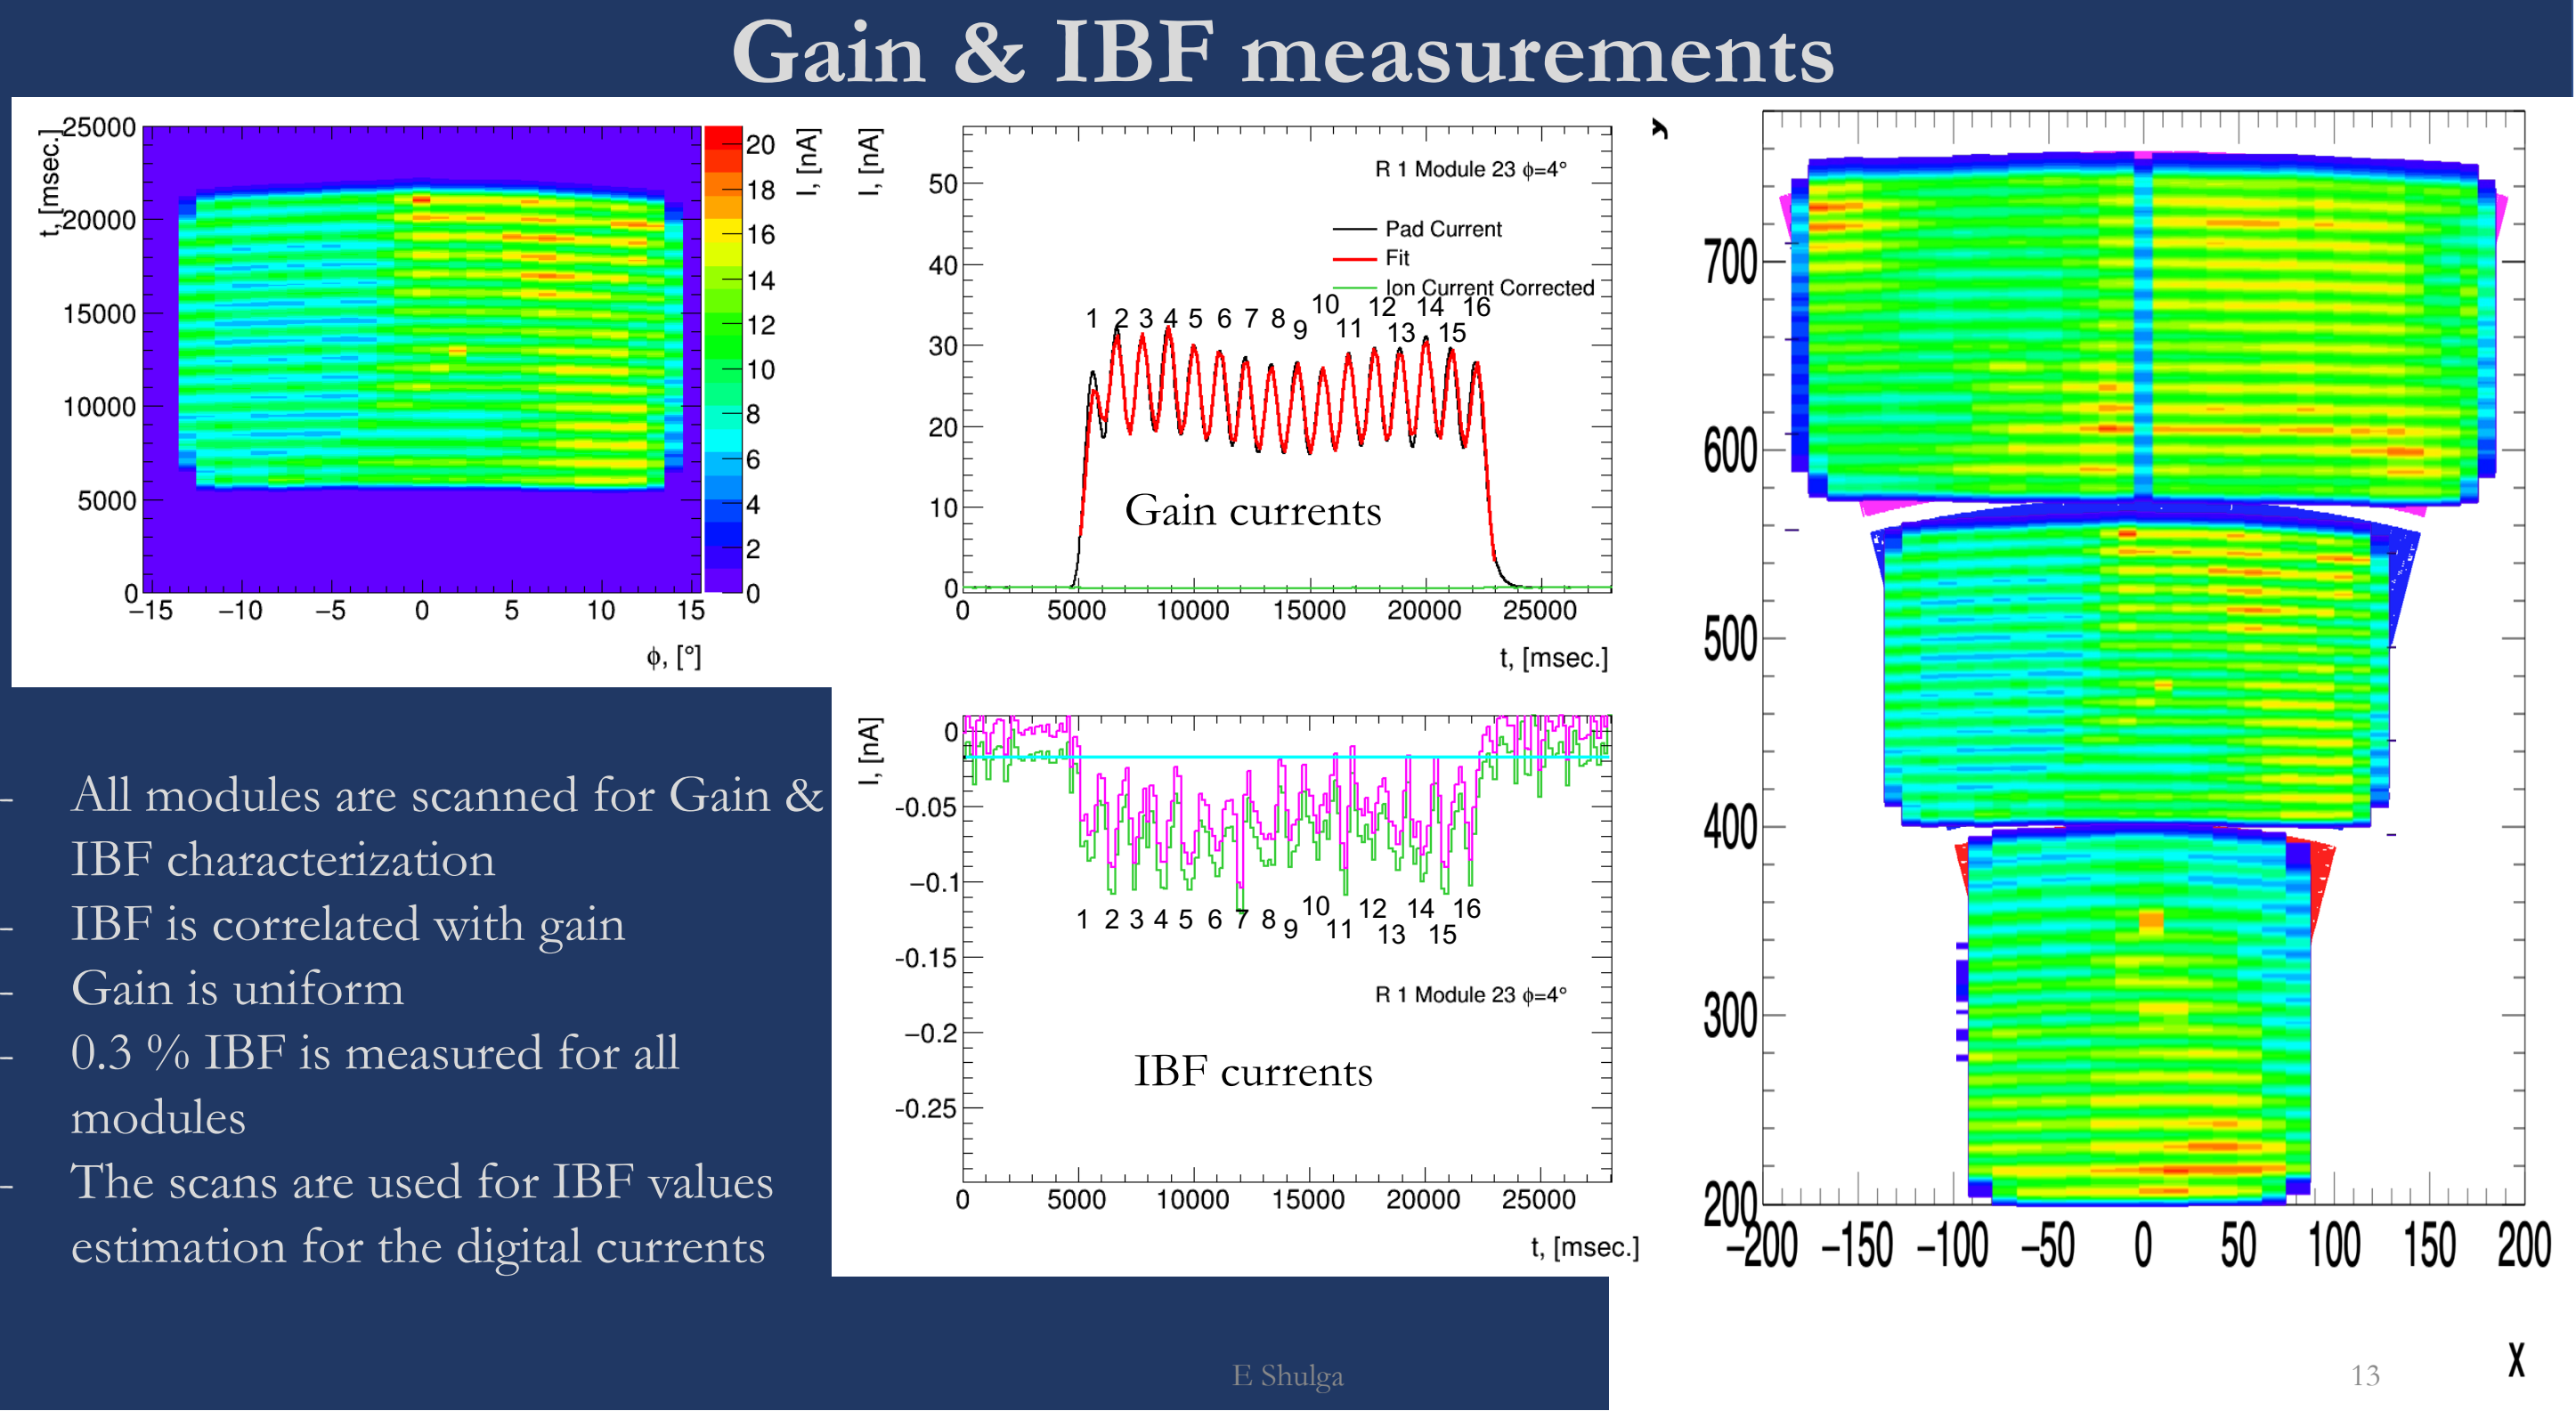 Gain & IBF measurements
t, [msec.]
25000
20000
15000
10000
5000
0
−15 −10 −5 0 5 10 15
ϕ, [°]
20
18
16
14
12
10
8
6
4
2
0
I, [nA]
I, [nA]
50
40
30
20
10
0
R 1 Module 23 ϕ=4°
Pad Current
Fit
Ion Current Corrected
1 2 3 4 5 6 7 8 9 10 11 12 13 14 15 16
Gain currents
0 5000 10000 15000 20000 25000
t, [msec.]
I, [nA]
0
-0.05
−0.1
-0.15
−0.2
-0.25
1 2 3 4 5 6 7 8 9 10 11 12 13 14 15 16
R 1 Module 23 ϕ=4°
IBF currents
0 5000 10000 15000 20000 25000
t, [msec.]
y
700
600
500
400
300
200
−200 −150 −100 −50 0 50 100 150 200
X
- All modules are scanned for Gain &
IBF characterization
- IBF is correlated with gain
- Gain is uniform
- 0.3 % IBF is measured for all
modules
- The scans are used for IBF values
estimation for the digital currents
E Shulga
13